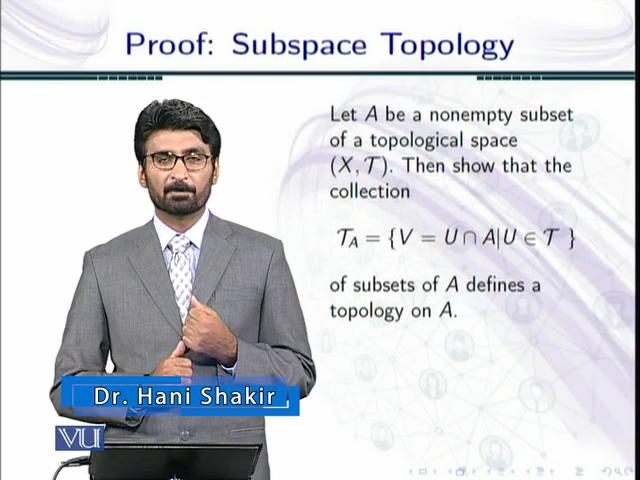 Proof: Subspace Topology
Let A be a nonempty subset
of a topological space
(X, 𝒯). Then show that the
collection
𝒯_A = { V = U ∩ A|U ∈ 𝒯 }
of subsets of A defines a
topology on A.
Dr. Hani Shakir
VU